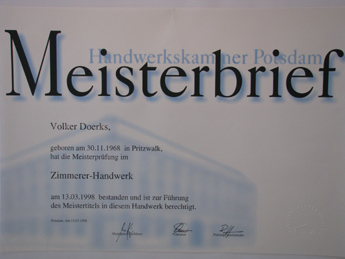 Handwerkskammer Potsdam
Meisterbrief
Volker Doerks,
geboren am 30.11.1968 in Pritzwalk,
hat die Meisterprüfung im
Zimmerer-Handwerk
am 13.03.1998 bestanden und ist zur Führung
des Meistertitels in diesem Handwerk berechtigt.